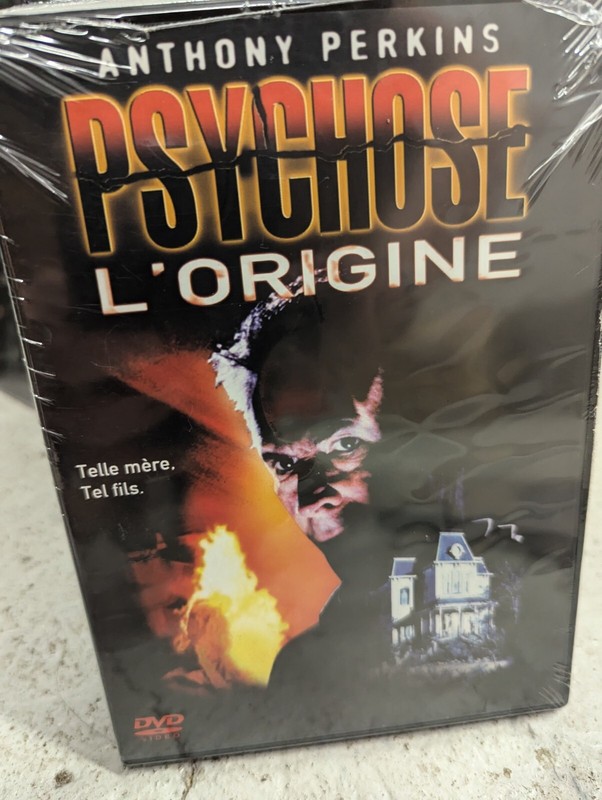 ANTHONY PERKINS
PSYCHOSE
L'ORIGINE
Telle mère.
Tel fils.
DVD
VIDEO